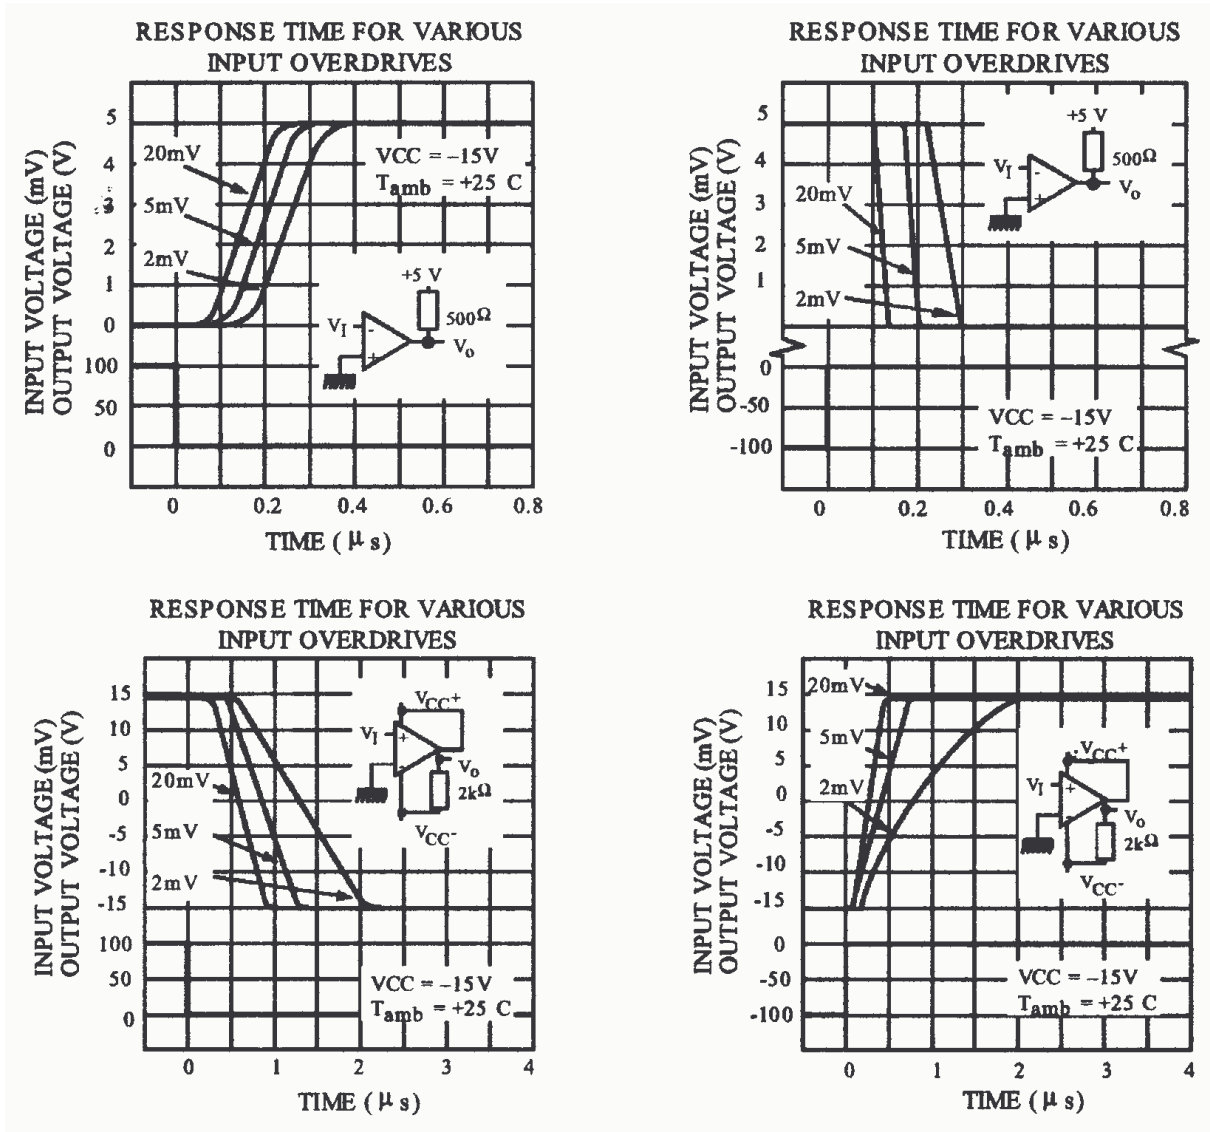 RESPONSE TIME FOR VARIOUS
INPUT OVERDRIVES
INPUT VOLTAGE (mV)
OUTPUT VOLTAGE (V)
5
4
3
2
1
0
100
50
0
20mV
5mV
2mV
VCC = –15V
Tamb = +25 C
+5 V
500Ω
VI
-
+
Vo
0
0.2
0.4
0.6
0.8
TIME ( μ s)
RESPONSE TIME FOR VARIOUS
INPUT OVERDRIVES
INPUT VOLTAGE (mV)
OUTPUT VOLTAGE (V)
5
4
3
2
1
0
-50
-100
20mV
5mV
2mV
+5 V
500Ω
VI
-
+
Vo
VCC = –15V
Tamb = +25 C
0
0.2
0.4
0.6
0.8
TIME ( μ s)
RESPONSE TIME FOR VARIOUS
INPUT OVERDRIVES
INPUT VOLTAGE (mV)
OUTPUT VOLTAGE (V)
15
10
5
0
-5
-10
-15
100
50
0
20mV
5mV
2mV
VCC+
VI
+
-
Vo
2kΩ
VCC-
VCC = –15V
Tamb = +25 C
0
1
2
3
4
TIME ( μ s)
RESPONSE TIME FOR VARIOUS
INPUT OVERDRIVES
INPUT VOLTAGE (mV)
OUTPUT VOLTAGE (V)
15
10
5
0
-5
-10
-15
0
-50
-100
20mV
5mV
2mV
VCC+
VI
+
-
Vo
2kΩ
VCC-
VCC = –15V
Tamb = +25 C
0
1
2
3
4
TIME ( μ s)